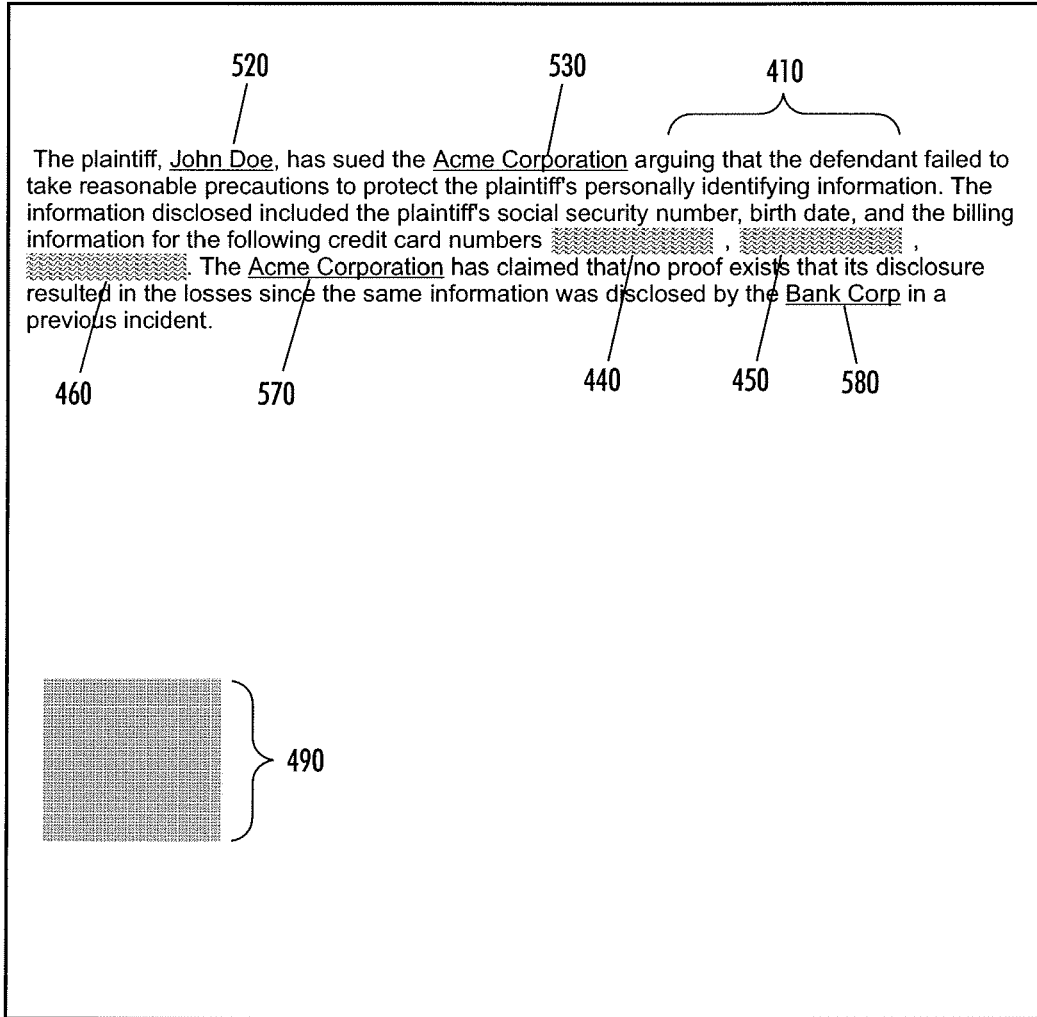 520 530 410
The plaintiff, John Doe, has sued the Acme Corporation arguing that the defendant failed to
take reasonable precautions to protect the plaintiff's personally identifying information. The
information disclosed included the plaintiff's social security number, birth date, and the billing
information for the following credit card numbers , ,
. The Acme Corporation has claimed that no proof exists that its disclosure
resulted in the losses since the same information was disclosed by the Bank Corp in a
previous incident.
460 570 440 450 580
490